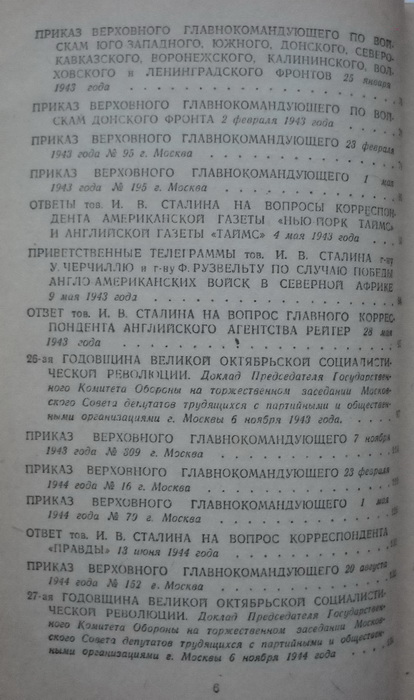 ПРИКАЗ ВЕРХОВНОГО ГЛАВНОКОМАНДУЮЩЕГО ПО ВОЙ-
СКАМ ЮГО-ЗАПАДНОГО, ЮЖНОГО, ДОНСКОГО, СЕВЕРО-
КАВКАЗСКОГО, ВОРОНЕЖСКОГО, КАЛИНИНСКОГО, ВОЛ-
ХОВСКОГО и ЛЕНИНГРАДСКОГО ФРОНТОВ 25 января
1943 года . . . . . . . . . . . . . . . .
ПРИКАЗ ВЕРХОВНОГО ГЛАВНОКОМАНДУЮЩЕГО ПО ВОЙ-
СКАМ ДОНСКОГО ФРОНТА 2 февраля 1943 года . . . .
ПРИКАЗ ВЕРХОВНОГО ГЛАВНОКОМАНДУЮЩЕГО 23 февраля
1943 года № 95 г. Москва . . . . . . . . . .
ПРИКАЗ ВЕРХОВНОГО ГЛАВНОКОМАНДУЮЩЕГО 1 мая
1943 года № 195 г. Москва . . . . . . . . . .
ОТВЕТЫ тов. И. В. СТАЛИНА НА ВОПРОСЫ КОРРЕСПОН-
ДЕНТА АМЕРИКАНСКОЙ ГАЗЕТЫ «НЬЮ-ЙОРК ТАЙМС»
И АНГЛИЙСКОЙ ГАЗЕТЫ «ТАЙМС» 4 мая 1943 года . . .
ПРИВЕТСТВЕННЫЕ ТЕЛЕГРАММЫ тов. И. В. СТАЛИНА г-ну
У. ЧЕРЧИЛЛЮ и г-ну Ф. РУЗВЕЛЬТУ ПО СЛУЧАЮ ПОБЕДЫ
АНГЛО-АМЕРИКАНСКИХ ВОЙСК В СЕВЕРНОЙ АФРИКЕ
9 мая 1943 года . . . . . . . . . . . . . .
ОТВЕТ тов. И. В. СТАЛИНА НА ВОПРОС ГЛАВНОГО КОРРЕС-
ПОНДЕНТА АНГЛИЙСКОГО АГЕНТСТВА РЕЙТЕР 28 мая
1943 года . . . . . . . . . . . . . . . .
26-ая ГОДОВЩИНА ВЕЛИКОЙ ОКТЯБРЬСКОЙ СОЦИАЛИСТИ-
ЧЕСКОЙ РЕВОЛЮЦИИ. Доклад Председателя Государствен-
ного Комитета Обороны на торжественном заседании Москов-
ского Совета депутатов трудящихся с партийными и обществен-
ными организациями г. Москвы 6 ноября 1943 года. . . . .
ПРИКАЗ ВЕРХОВНОГО ГЛАВНОКОМАНДУЮЩЕГО 7 ноября
1943 года № 309 г. Москва . . . . . . . . . .
ПРИКАЗ ВЕРХОВНОГО ГЛАВНОКОМАНДУЮЩЕГО 23 февраля
1944 года № 16 г. Москва . . . . . . . . . .
ПРИКАЗ ВЕРХОВНОГО ГЛАВНОКОМАНДУЮЩЕГО 1 мая
1944 года № 70 г. Москва . . . . . . . . . .
ОТВЕТ тов. И. В. СТАЛИНА НА ВОПРОС КОРРЕСПОНДЕНТА
«ПРАВДЫ» 13 июня 1944 года . . . . . . . . . .
ПРИКАЗ ВЕРХОВНОГО ГЛАВНОКОМАНДУЮЩЕГО 20 августа
1944 года № 152 г. Москва . . . . . . . . . .
27-ая ГОДОВЩИНА ВЕЛИКОЙ ОКТЯБРЬСКОЙ СОЦИАЛИСТИ-
ЧЕСКОЙ РЕВОЛЮЦИИ. Доклад Председателя Государствен-
ного Комитета Обороны на торжественном заседании Москов-
ского Совета депутатов трудящихся с партийными и обществен-
ными организациями г. Москвы 6 ноября 1944 года . . . .
6